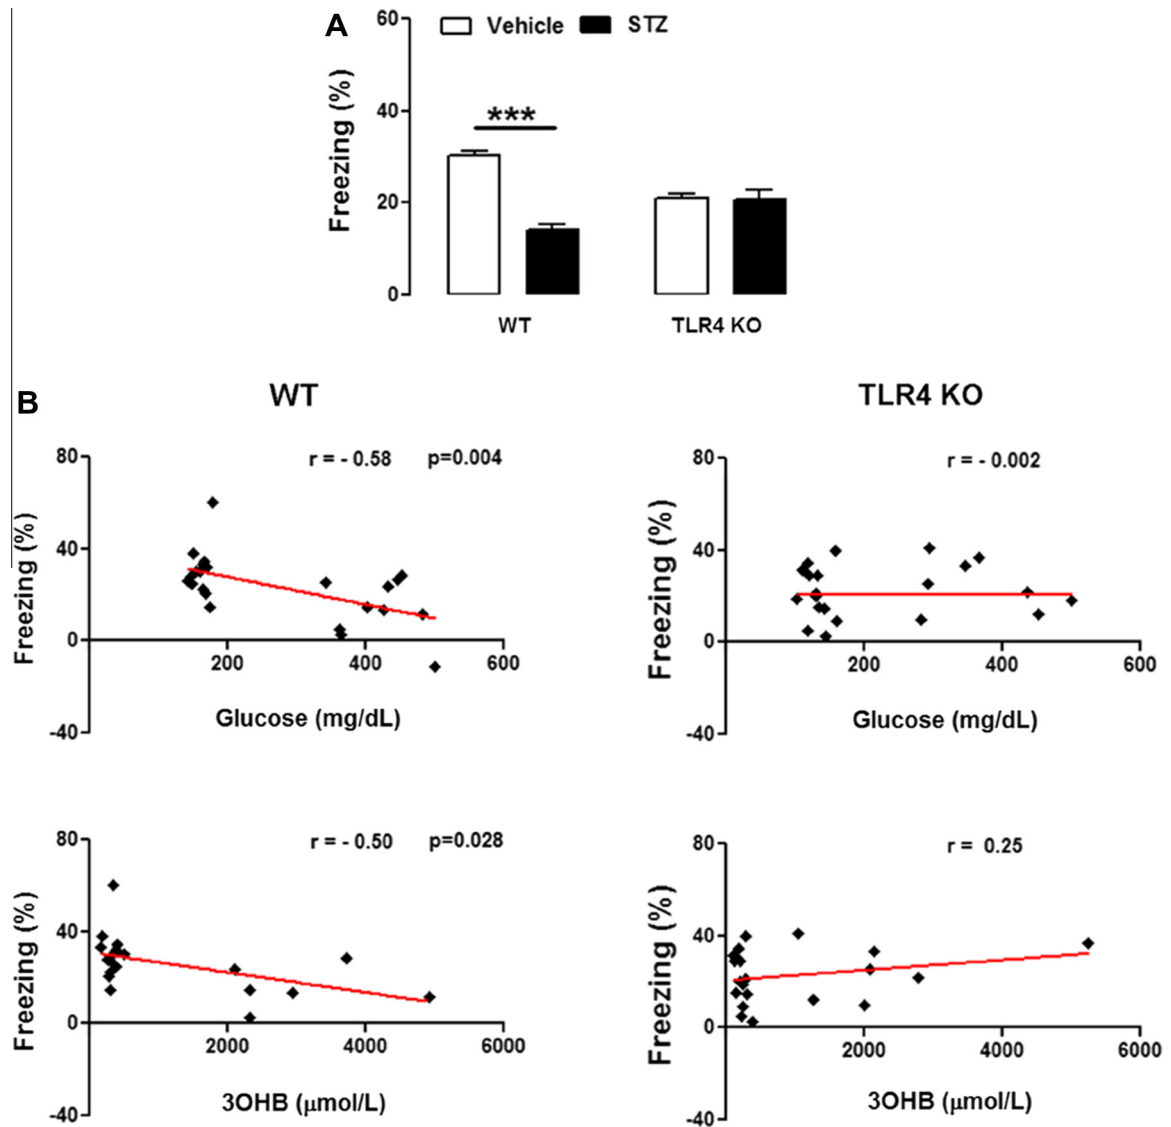 A
60
Vehicle STZ
***
40
20
0
Freezing (%)
WT TLR4 KO
B
WT
TLR4 KO
r = - 0.58 p=0.004
80
40
0
-40
Freezing (%)
200 400 600
Glucose (mg/dL)
r = - 0.002
80
40
0
-40
Freezing (%)
200 400 600
Glucose (mg/dL)
r = - 0.50 p=0.028
80
40
0
-40
Freezing (%)
2000 4000 6000
3OHB (μmol/L)
r = 0.25
80
40
0
-40
Freezing (%)
2000 4000 6000
3OHB (μmol/L)